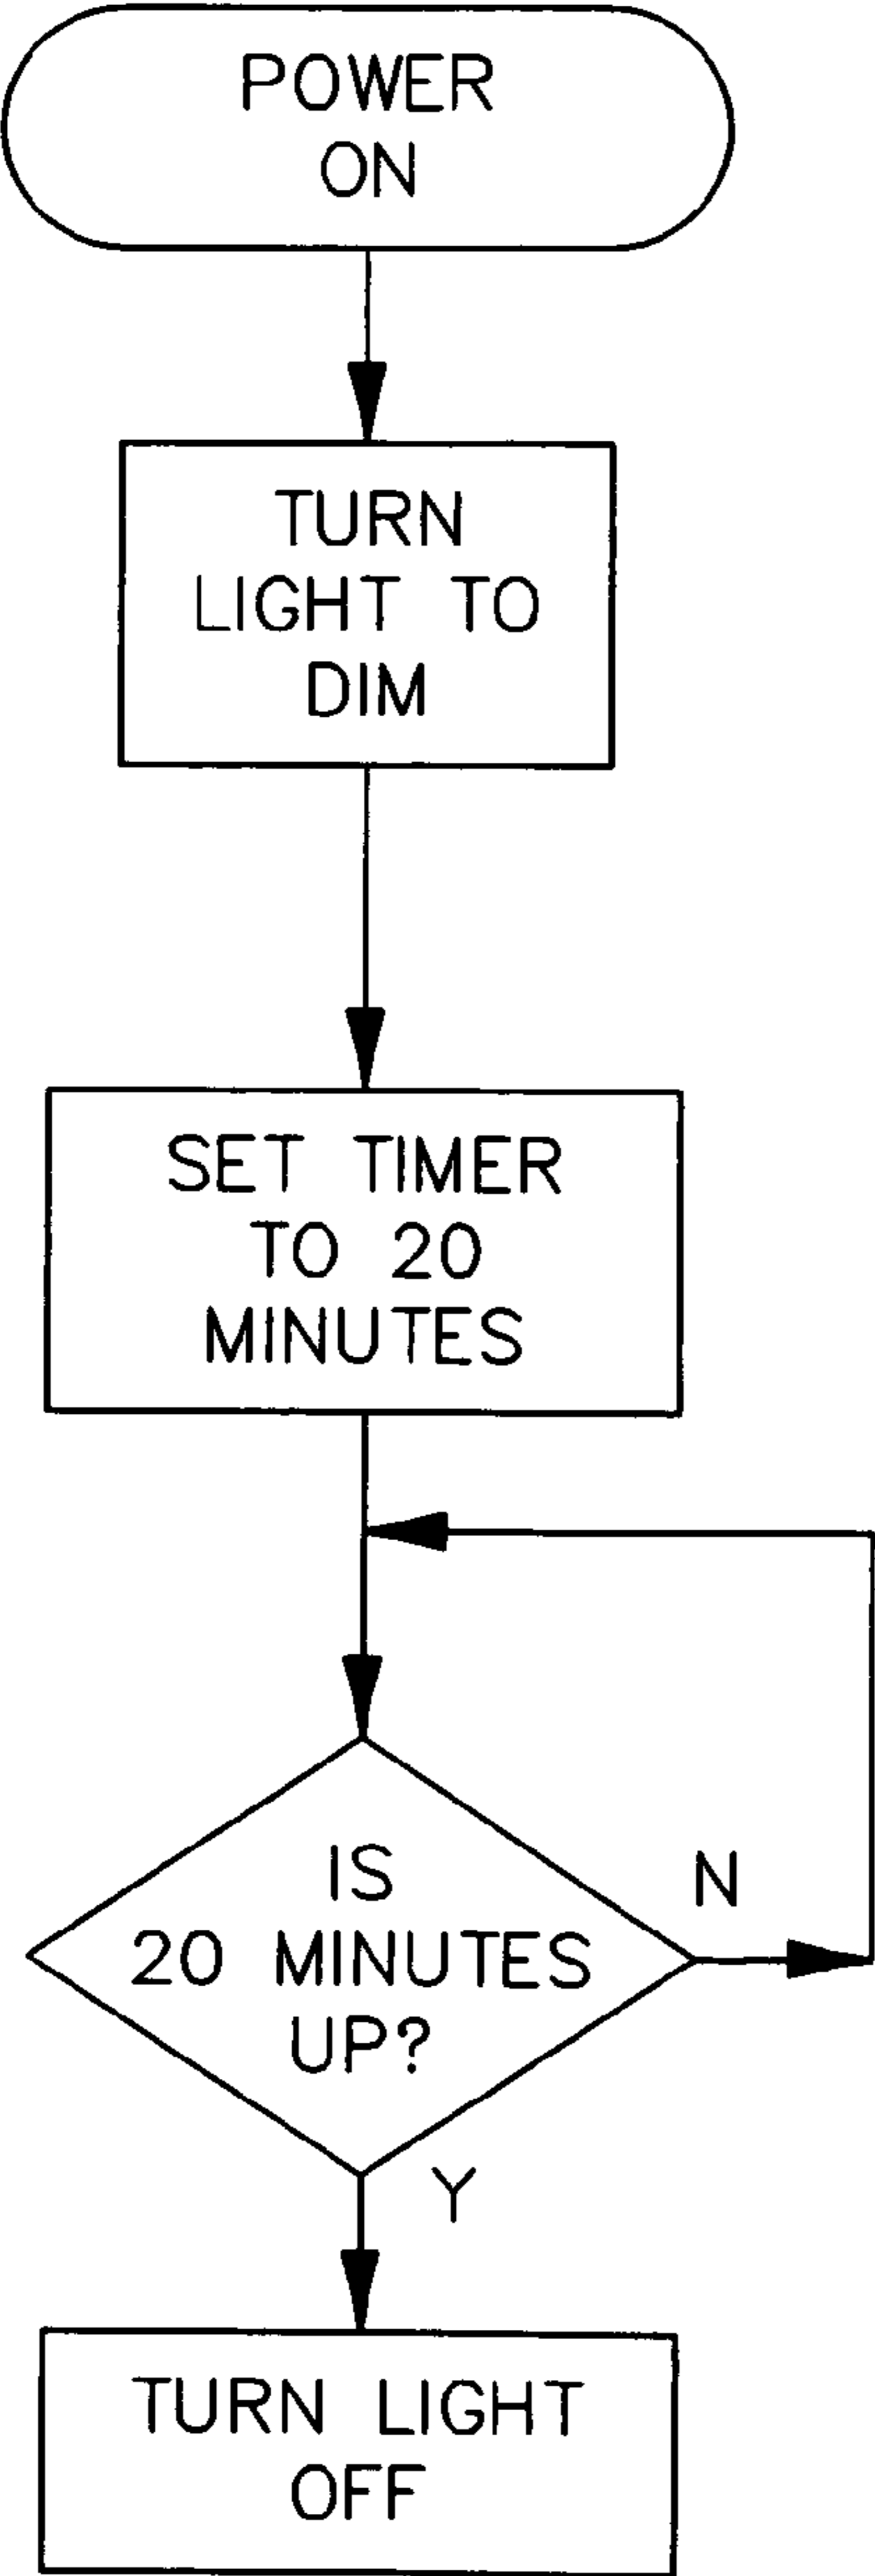 POWER
ON
TURN
LIGHT TO
DIM
SET TIMER
TO 20
MINUTES
IS
20 MINUTES
UP?
N
Y
TURN LIGHT
OFF